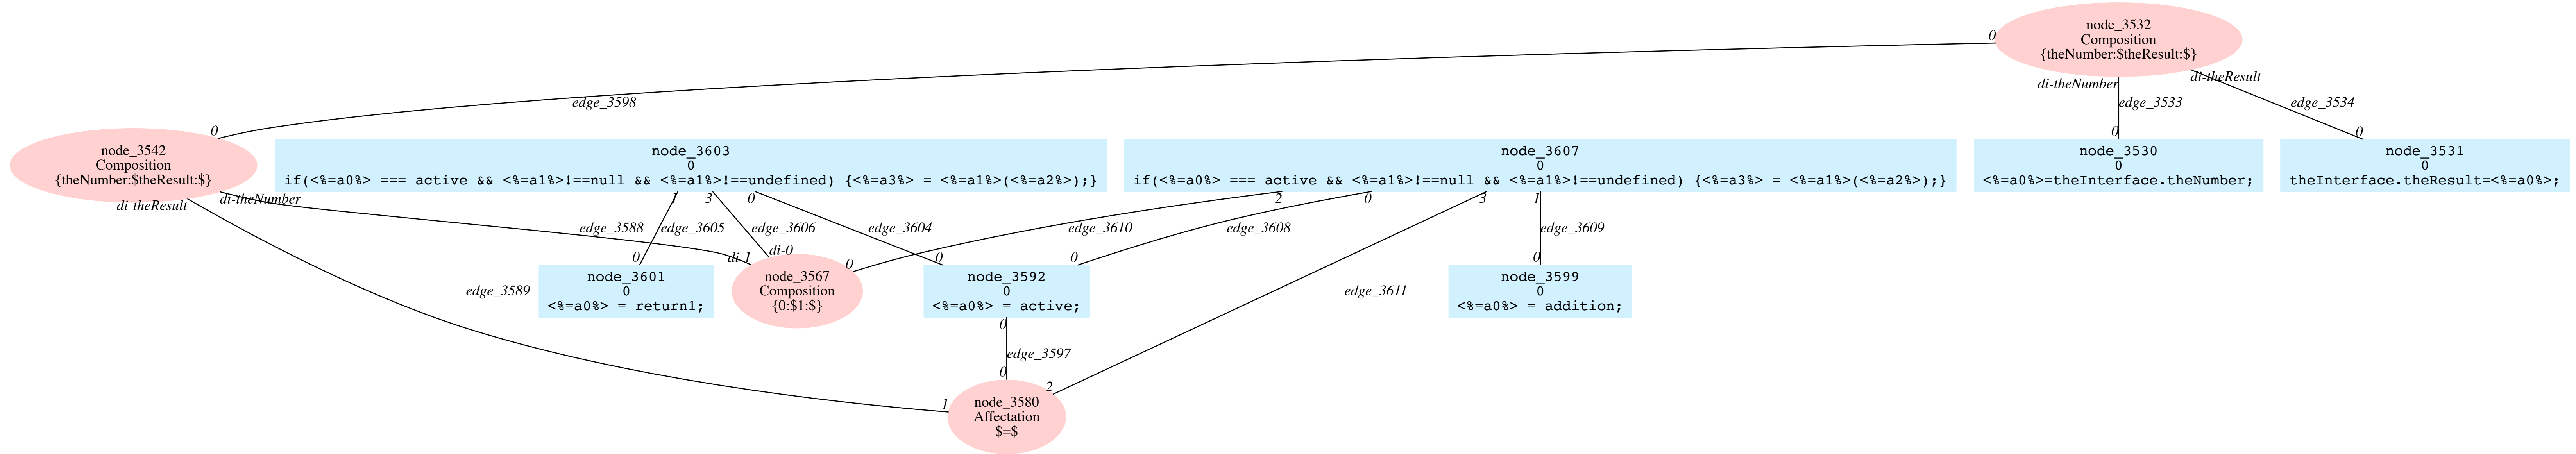 node_3532
Composition
{theNumber:$theResult:$}
0
di-theNumber
di-theResult
edge_3598
edge_3533
edge_3534
0
0
0
node_3542
Composition
{theNumber:$theResult:$}
node_3603
0
if(<%=a0%> === active && <%=a1%>!==null && <%=a1%>!==undefined) {<%=a3%> = <%=a1%>(<%=a2%>);}
node_3607
0
if(<%=a0%> === active && <%=a1%>!==null && <%=a1%>!==undefined) {<%=a3%> = <%=a1%>(<%=a2%>);}
node_3530
0
<%=a0%>=theInterface.theNumber;
node_3531
0
theInterface.theResult=<%=a0%>;
di-theResult
di-theNumber
1
3
0
2
0
3
1
edge_3588
edge_3605
edge_3606
edge_3604
edge_3610
edge_3608
edge_3609
0
di-1
di-0
0
0
0
0
edge_3589
node_3601
0
<%=a0%> = return1;
node_3567
Composition
{0:$1:$}
node_3592
0
<%=a0%> = active;
edge_3611
node_3599
0
<%=a0%> = addition;
0
edge_3597
0
1
2
node_3580
Affectation
$=$